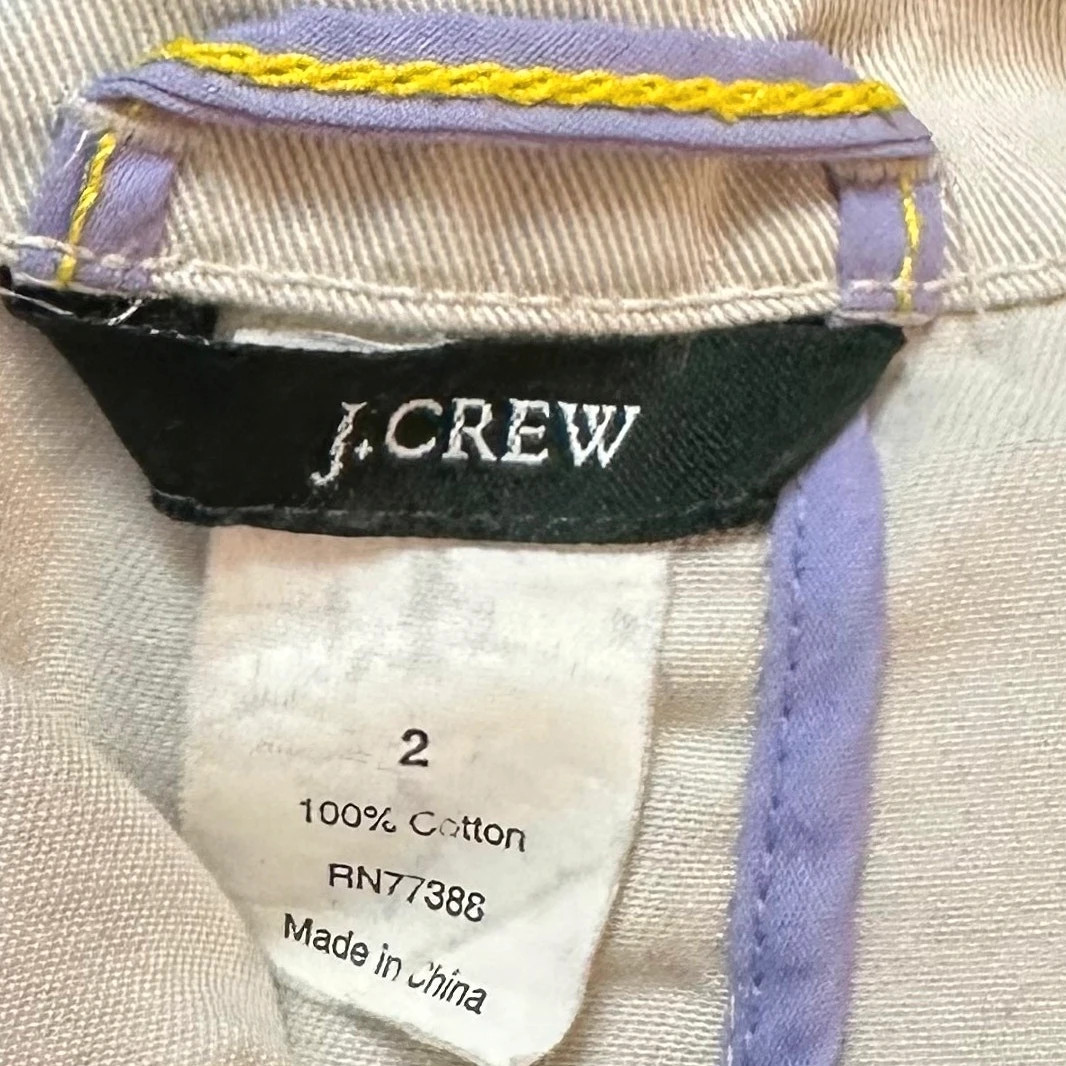 J.CREW
2
100% Cotton
RN77388
Made in China